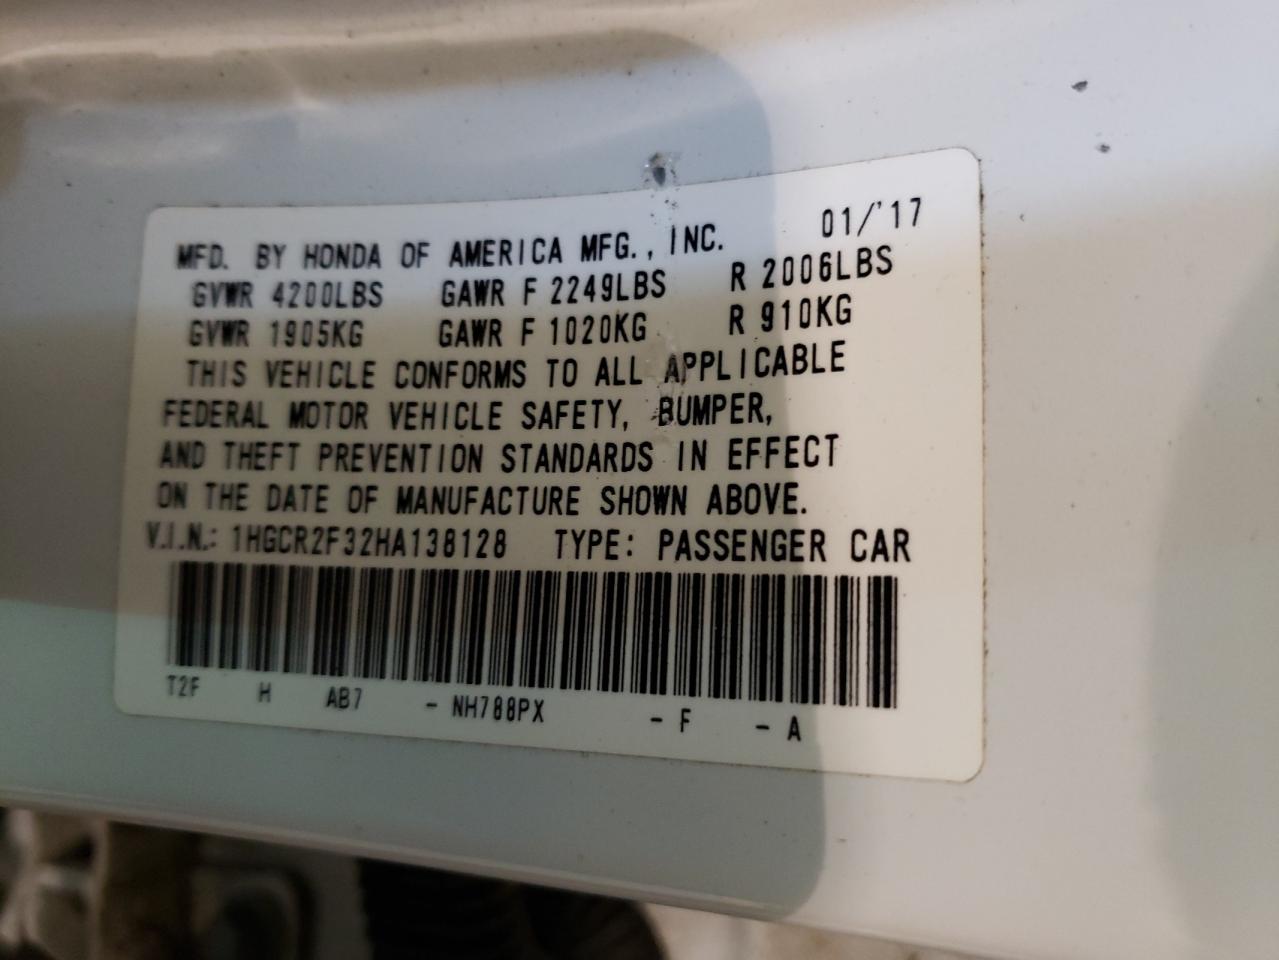 MFD. BY HONDA OF AMERICA MFG., INC. 01/'17
GVWR 4200LBS GAWR F 2249LBS R 2006LBS
GVWR 1905KG GAWR F 1020KG R 910KG
THIS VEHICLE CONFORMS TO ALL APPLICABLE
FEDERAL MOTOR VEHICLE SAFETY, BUMPER,
AND THEFT PREVENTION STANDARDS IN EFFECT
ON THE DATE OF MANUFACTURE SHOWN ABOVE.
V.I.N.: 1HGCR2F32HA138128 TYPE: PASSENGER CAR
T2F H AB7 - NH788PX - F - A